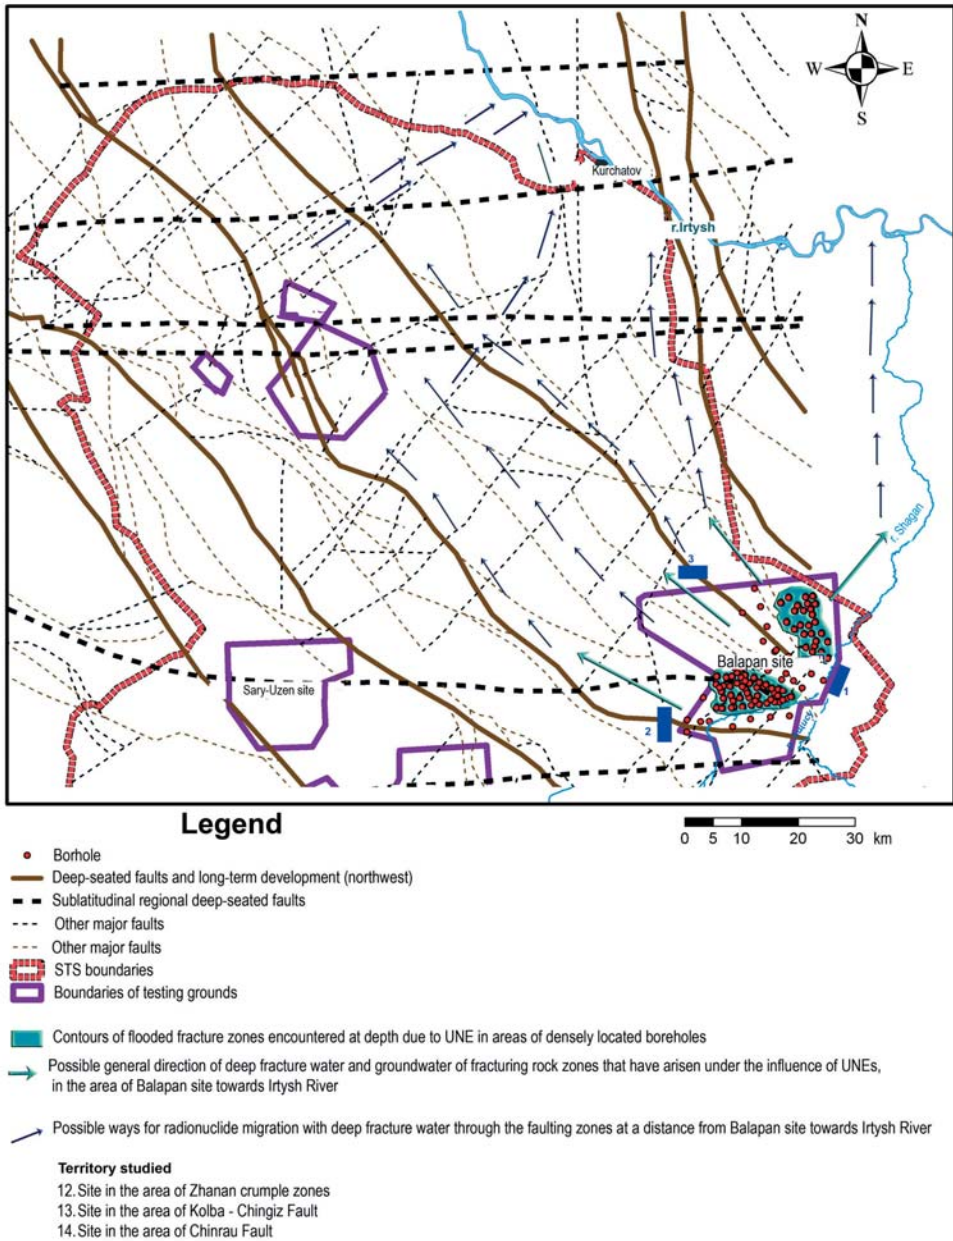 N
W E
S
Kurchatov
r.Irtysh
r. Shagan
3
Balapan site
1
Sary-Uzen site
2
Legend
0 5 10 20 30 km
Borhole
Deep-seated faults and long-term development (northwest)
Sublatitudinal regional deep-seated faults
Other major faults
Other major faults
STS boundaries
Boundaries of testing grounds
Contours of flooded fracture zones encountered at depth due to UNE in areas of densely located boreholes
Possible general direction of deep fracture water and groundwater of fracturing rock zones that have arisen under the influence of UNEs,
in the area of Balapan site towards Irtysh River
Possible ways for radionuclide migration with deep fracture water through the faulting zones at a distance from Balapan site towards Irtysh River
Territory studied
12.Site in the area of Zhanan crumple zones
13.Site in the area of Kolba - Chingiz Fault
14.Site in the area of Chinrau Fault